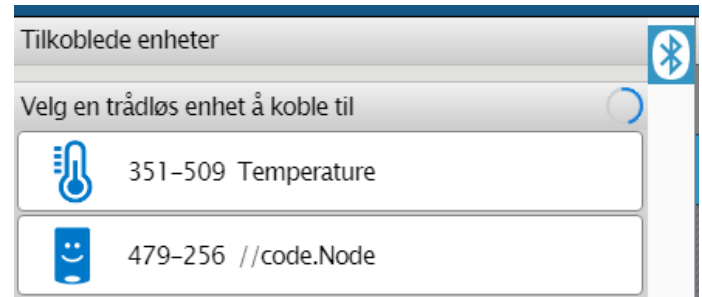 Tilkoblede enheter
Velg en trådløs enhet å koble til
351-509 Temperature
479-256 //code.Node